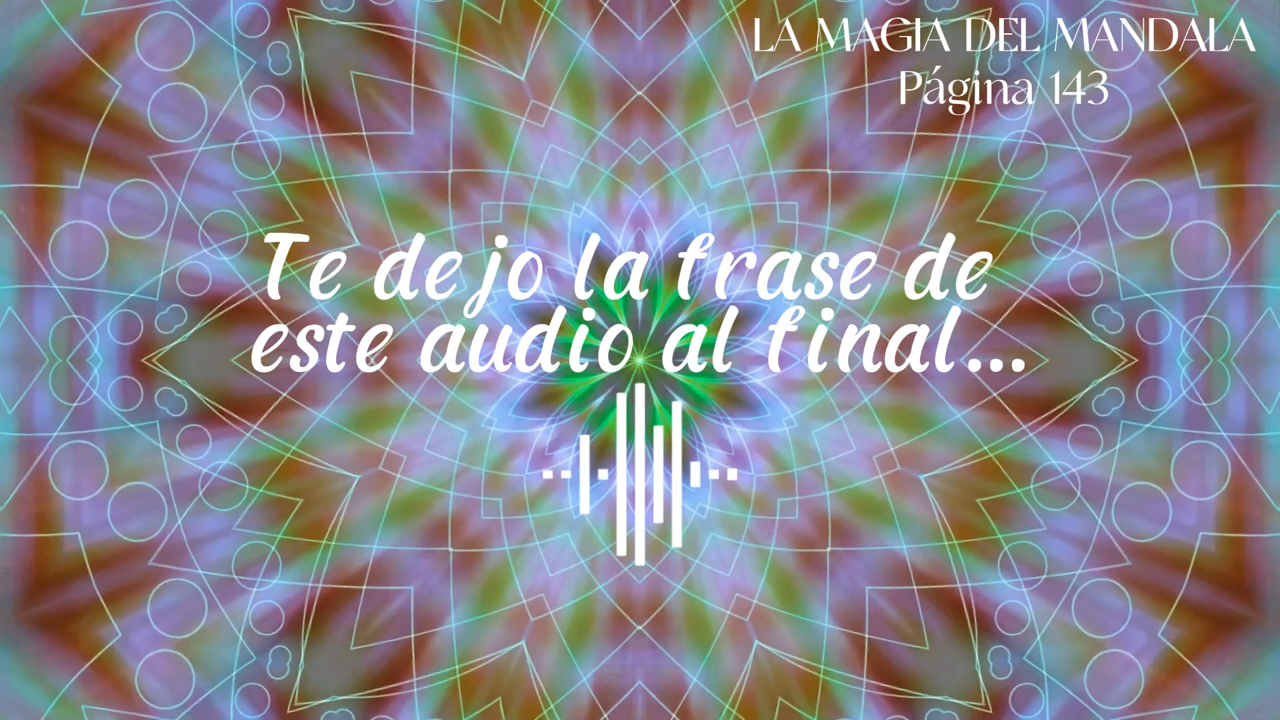 LA MAGIA DEL MANDALA
Página 143
Te dejo la frase de
este audio al final...